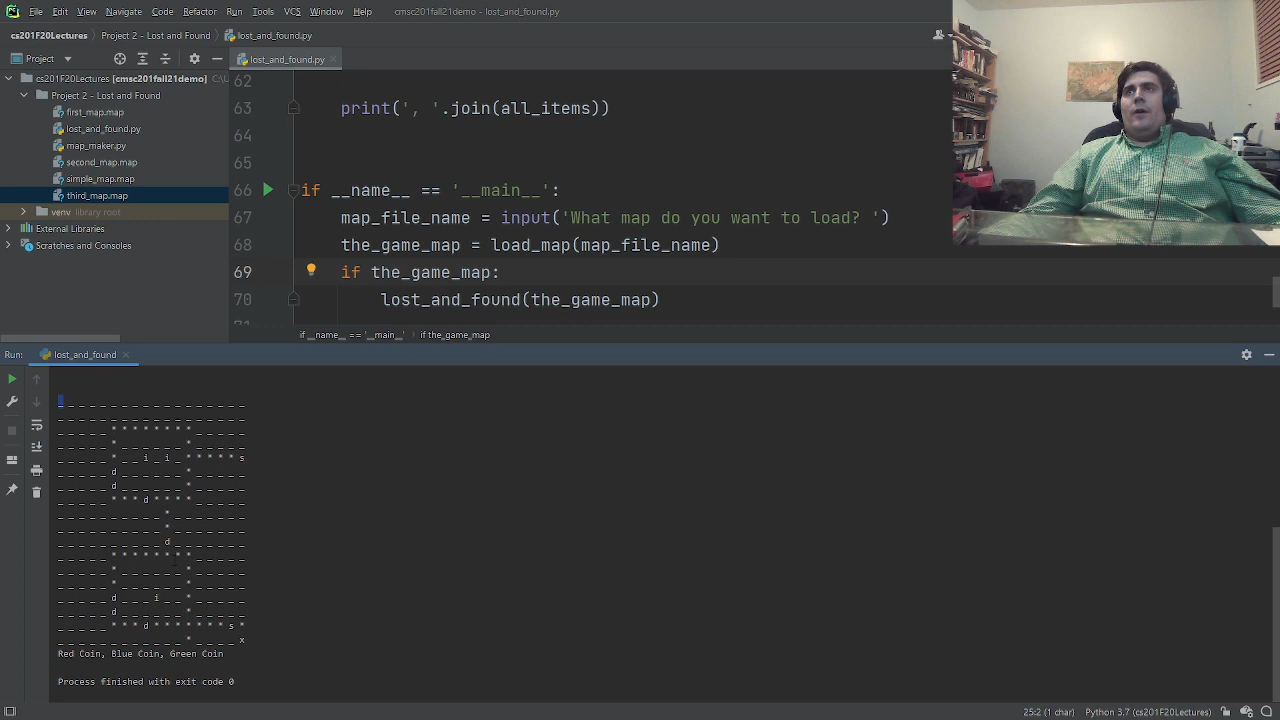 File Edit View Navigate Code Refactor Run Tools VCS Window Help cmsc201fall21demo - lost_and_found.py
cs201F20Lectures Project 2 - Lost and Found lost_and_found.py
Project lost_and_found.py
cs201F20Lectures [cmsc201fall21demo] C:\L
Project 2 - Lost and Found
first_map.map
lost_and_found.py
map_maker.py
second_map.map
simple_map.map
third_map.map
venv library root
External Libraries
Scratches and Consoles
62
63 print(', '.join(all_items))
64
65
66 if __name__ == '__main__':
67 map_file_name = input('What map do you want to load? ')
68 the_game_map = load_map(map_file_name)
69 if the_game_map:
70 lost_and_found(the_game_map)
if __name__ == '__main__' if the_game_map
Run: lost_and_found
_ _ _ _ _ _ _ _ _ _ _ _ _ _ _ _ _ _
_ _ _ _ _ _ _ _ _ _ _ _ _ _ _ _ _ _
_ _ _ _ _ * * * * * * * * _ _ _ _ _
_ _ _ _ _ * _ _ _ _ _ _ * _ _ _ _ _
_ _ _ _ _ * _ _ i _ i _ * * * * * s
_ _ _ _ _ d _ _ _ _ _ _ * _ _ _ _ _
_ _ _ _ _ d _ _ _ _ _ _ * _ _ _ _ _
_ _ _ _ _ * * * d * * * * _ _ _ _ _
_ _ _ _ _ _ _ _ _ _ * _ _ _ _ _ _ _
_ _ _ _ _ _ _ _ _ _ * _ _ _ _ _ _ _
_ _ _ _ _ _ _ _ _ _ d _ _ _ _ _ _ _
_ _ _ _ _ * * * * * * * * _ _ _ _ _
_ _ _ _ _ * _ _ _ _ _ _ * _ _ _ _ _
_ _ _ _ _ * _ _ _ _ _ _ * _ _ _ _ _
_ _ _ _ _ d _ _ _ i _ _ * _ _ _ _ _
_ _ _ _ _ d _ _ _ _ _ _ * _ _ _ _ _
_ _ _ _ _ * * * d * * * * * * * s *
_ _ _ _ _ _ _ _ _ _ _ _ * _ _ _ _ x
Red Coin, Blue Coin, Green Coin
Process finished with exit code 0
25:2 (1 char) Python 3.7 (cs201F20Lectures)